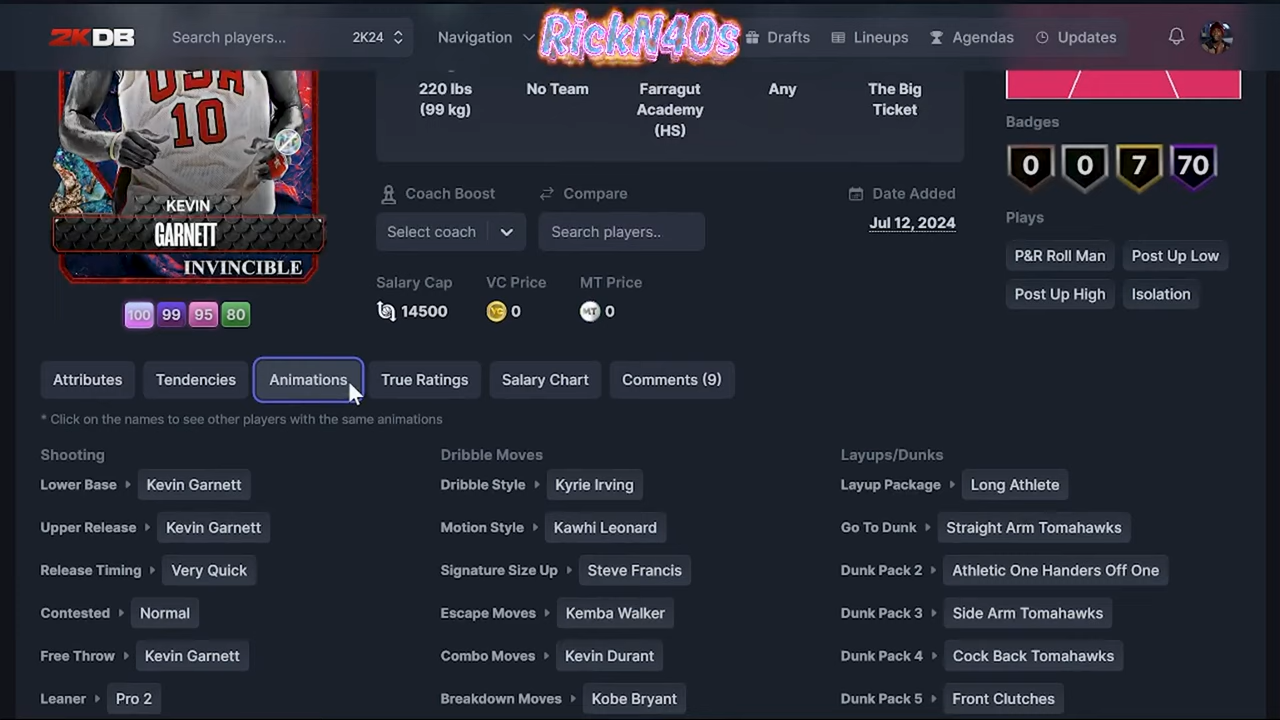 2KDB
Search players...
2K24
Navigation
RickN40s
Drafts
Lineups
Agendas
Updates
USA
10
KEVIN
GARNETT
INVINCIBLE
100 99 95 80
220 lbs
(99 kg)
No Team
Farragut
Academy
(HS)
Any
The Big
Ticket
Coach Boost
Select coach
Compare
Search players..
Date Added
Jul 12, 2024
Salary Cap
14500
VC Price
VC 0
MT Price
MT 0
Badges
0 0 7 70
Plays
P&R Roll Man
Post Up Low
Post Up High
Isolation
Attributes
Tendencies
Animations
True Ratings
Salary Chart
Comments (9)
* Click on the names to see other players with the same animations
Shooting
Lower Base Kevin Garnett
Upper Release Kevin Garnett
Release Timing Very Quick
Contested Normal
Free Throw Kevin Garnett
Leaner Pro 2
Dribble Moves
Dribble Style Kyrie Irving
Motion Style Kawhi Leonard
Signature Size Up Steve Francis
Escape Moves Kemba Walker
Combo Moves Kevin Durant
Breakdown Moves Kobe Bryant
Layups/Dunks
Layup Package Long Athlete
Go To Dunk Straight Arm Tomahawks
Dunk Pack 2 Athletic One Handers Off One
Dunk Pack 3 Side Arm Tomahawks
Dunk Pack 4 Cock Back Tomahawks
Dunk Pack 5 Front Clutches